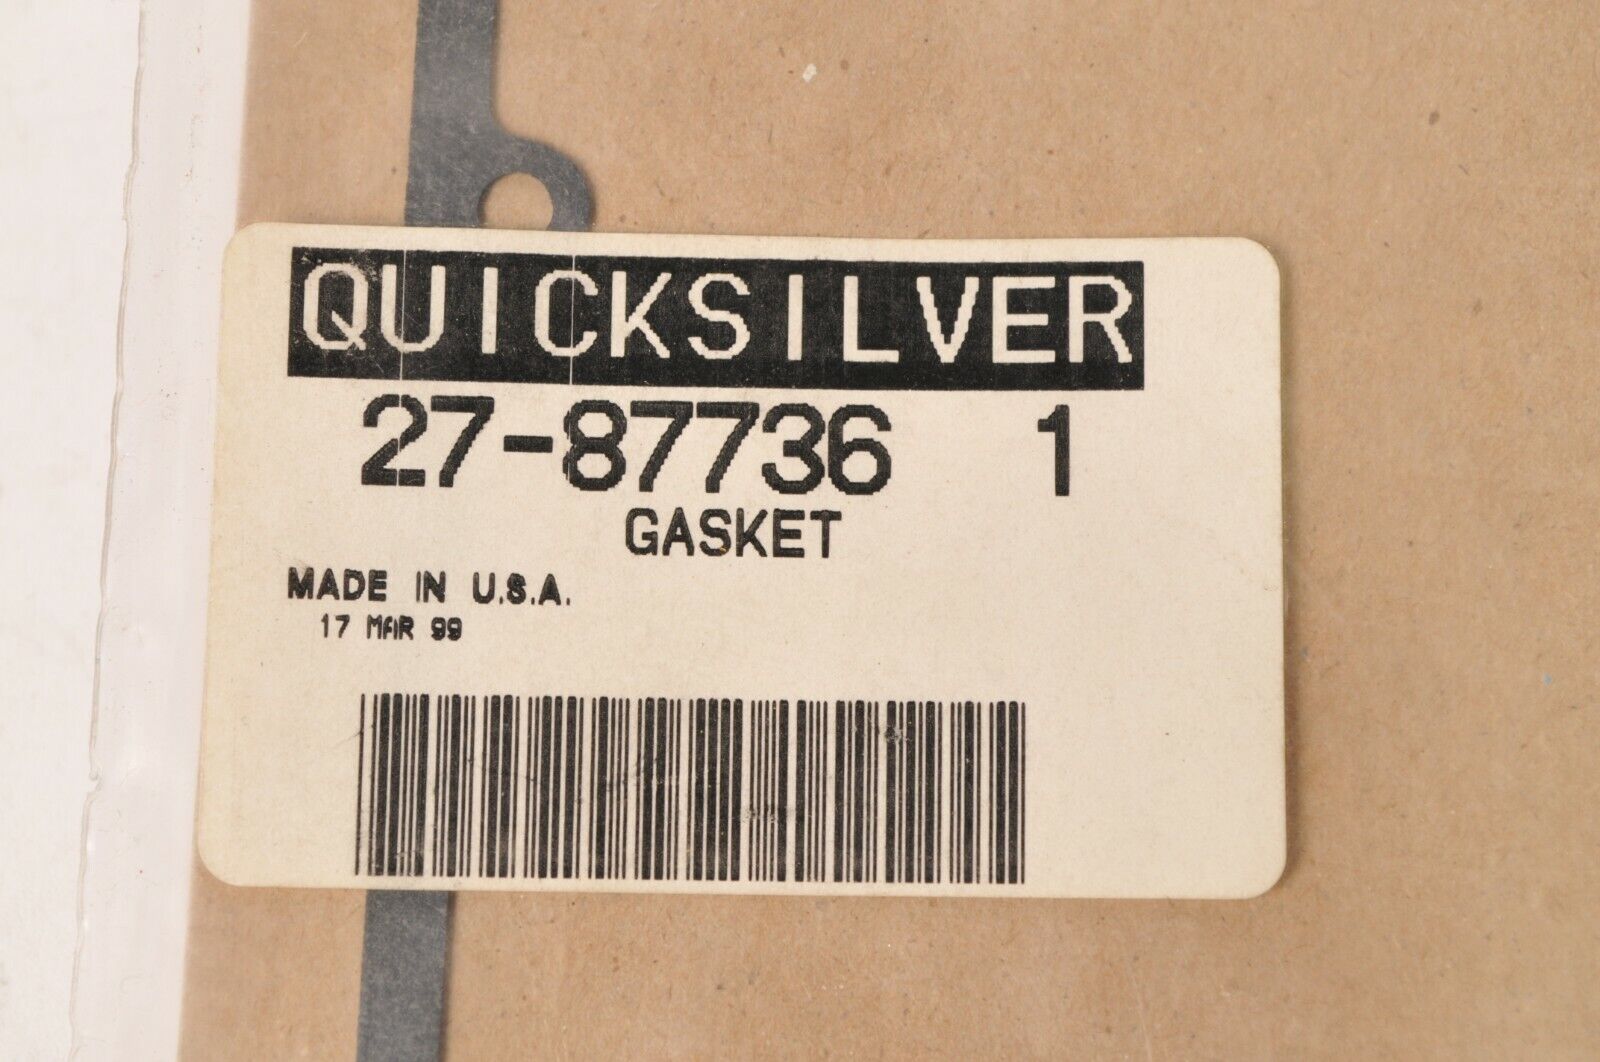 QUICKSILVER
27-87736 1
GASKET
MADE IN U.S.A.
17 MAR 99